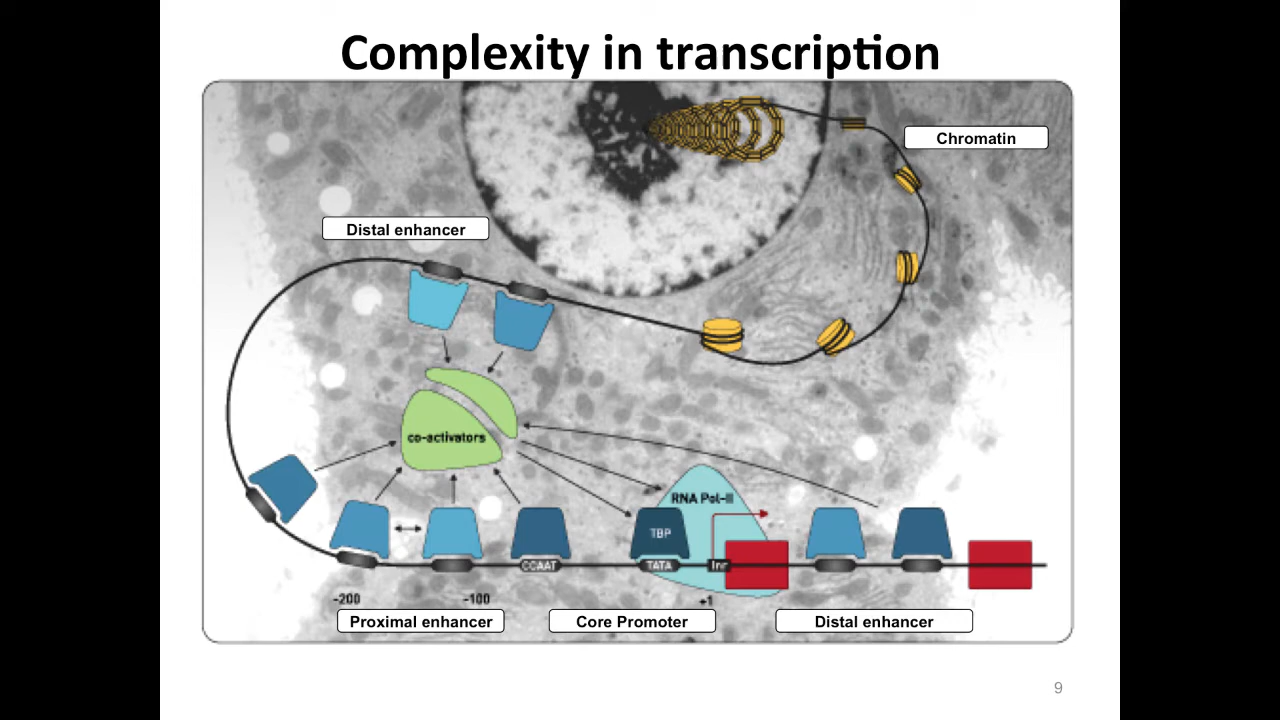 Complexity in transcription
Chromatin
Distal enhancer
co-activators
RNA Pol-II
TBP
CCAAT
TATA
Inr
-200
-100
+1
Proximal enhancer
Core Promoter
Distal enhancer
9